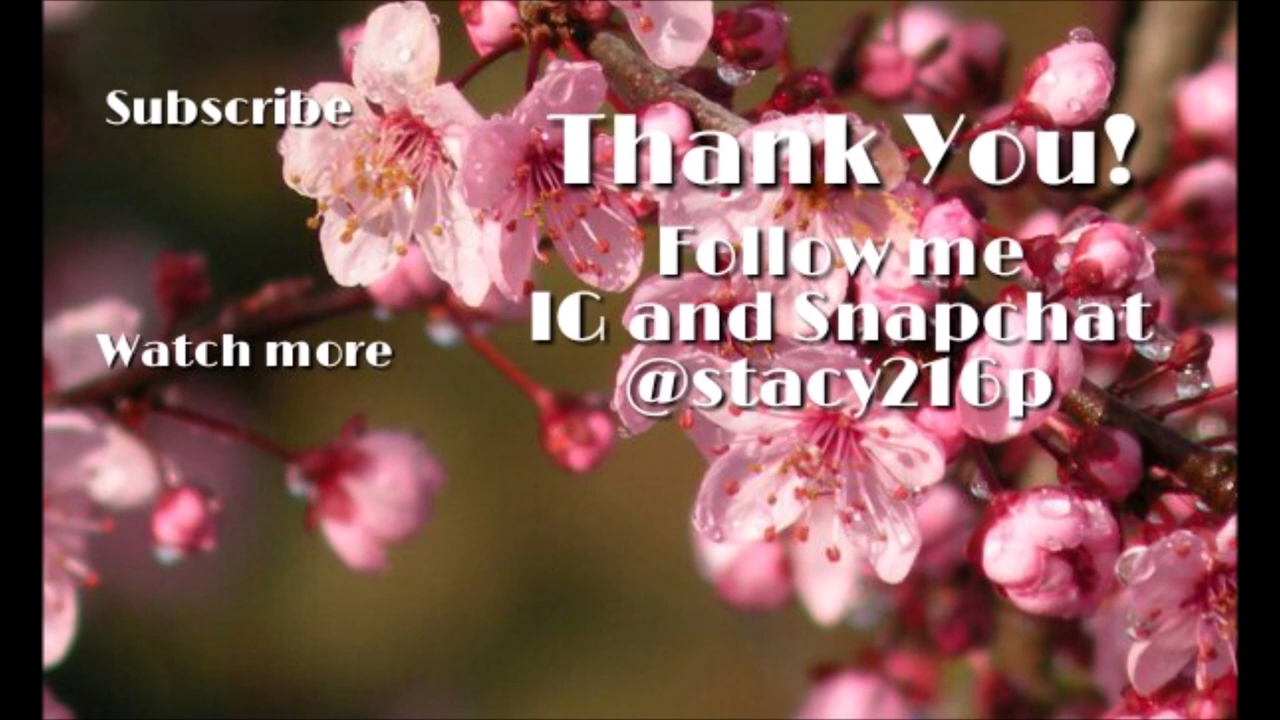 Subscribe
Thank You!
Follow me
IG and Snapchat
@stacy216p
Watch more